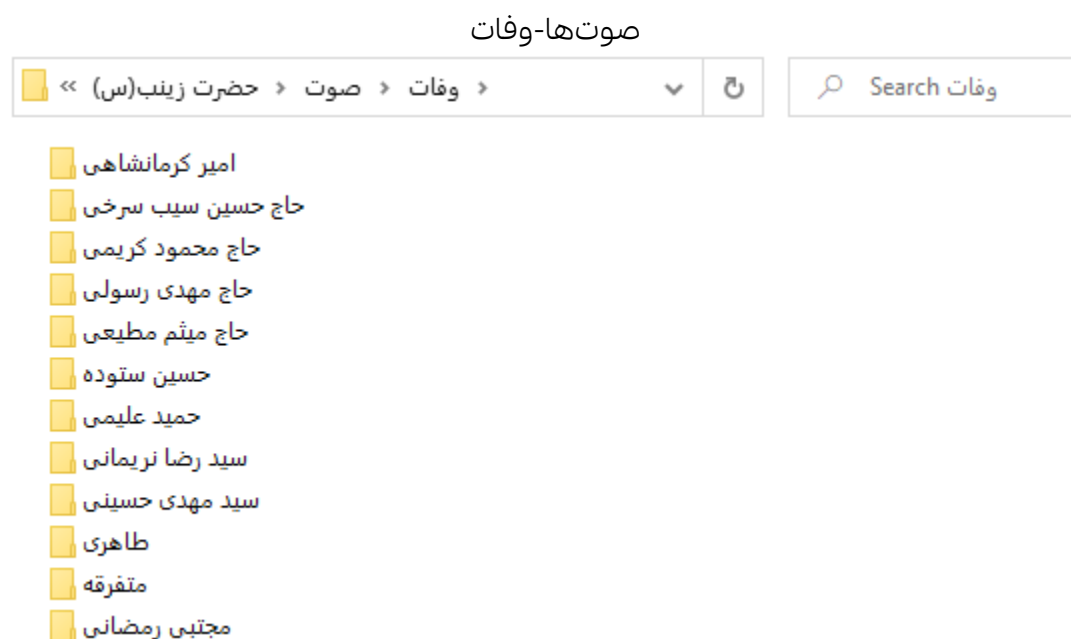 صوت‌ها-وفات
« حضرت زینب(س) › صوت › وفات ›
Search وفات
امیر کرمانشاهی
حاج حسین سیب سرخی
حاج محمود کریمی
حاج مهدی رسولی
حاج میثم مطیعی
حسین ستوده
حمید علیمی
سید رضا نریمانی
سید مهدی حسینی
طاهری
متفرقه
مجتبی رمضانی